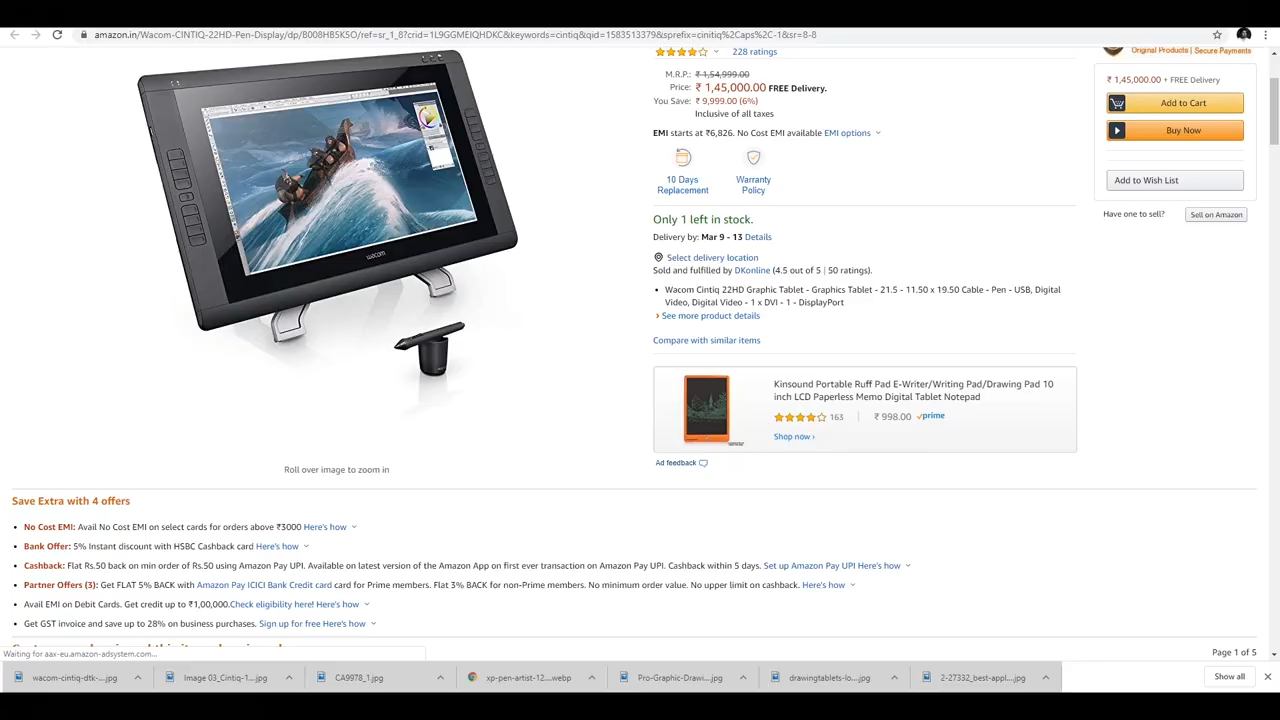 amazon.in/Wacom-CINTIQ-22HD-Pen-Display/dp/B008HB5K5O/ref=sr_1_8?crid=1L9GGMEIQHDKC&keywords=cintiq&qid=1583513379&sprefix=cinitiq%2Caps%2C-1&sr=8-8
Original Products | Secure Payments
228 ratings
M.R.P.: ₹ 1,54,999.00
Price: ₹ 1,45,000.00 FREE Delivery.
You Save: ₹ 9,999.00 (6%)
Inclusive of all taxes
₹ 1,45,000.00 + FREE Delivery
Add to Cart
Buy Now
Add to Wish List
Have one to sell? Sell on Amazon
EMI starts at ₹6,826. No Cost EMI available EMI options
10 Days
Replacement
Warranty
Policy
Only 1 left in stock.
Delivery by: Mar 9 - 13 Details
Select delivery location
Sold and fulfilled by DKonline (4.5 out of 5 | 50 ratings).
• Wacom Cintiq 22HD Graphic Tablet - Graphics Tablet - 21.5 - 11.50 x 19.50 Cable - Pen - USB, Digital
Video, Digital Video - 1 x DVI - 1 - DisplayPort
› See more product details
Compare with similar items
wacom
Kinsound Portable Ruff Pad E-Writer/Writing Pad/Drawing Pad 10
inch LCD Paperless Memo Digital Tablet Notepad
163 | ₹ 998.00 prime
Shop now ›
Ad feedback
Roll over image to zoom in
Save Extra with 4 offers
• No Cost EMI: Avail No Cost EMI on select cards for orders above ₹3000 Here's how
• Bank Offer: 5% Instant discount with HSBC Cashback card Here's how
• Cashback: Flat Rs.50 back on min order of Rs.50 using Amazon Pay UPI. Available on latest version of the Amazon App on first ever transaction on Amazon Pay UPI. Cashback within 5 days. Set up Amazon Pay UPI Here's how
• Partner Offers (3): Get FLAT 5% BACK with Amazon Pay ICICI Bank Credit card card for Prime members. Flat 3% BACK for non-Prime members. No minimum order value. No upper limit on cashback. Here's how
• Avail EMI on Debit Cards. Get credit up to ₹1,00,000.Check eligibility here! Here's how
• Get GST invoice and save up to 28% on business purchases. Sign up for free Here's how
Waiting for aax-eu.amazon-adsystem.com...
Page 1 of 5
wacom-cintiq-dtk-....jpg
Image 03_Cintiq-1....jpg
CA9978_1.jpg
xp-pen-artist-12....webp
Pro-Graphic-Drawi....jpg
drawingtablets-lo....jpg
2-27332_best-appl....jpg
Show all